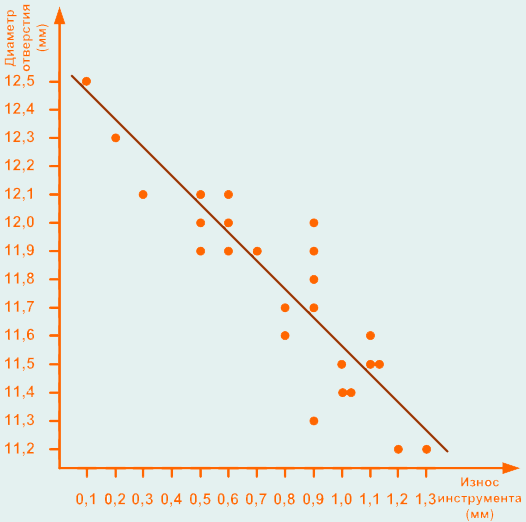 Диаметр
отверстия
(мм)
12,5
12,4
12,3
12,2
12,1
12,0
11,9
11,8
11,7
11,6
11,5
11,4
11,3
11,2
0,1 0,2 0,3 0,4 0,5 0,6 0,7 0,8 0,9 1,0 1,1 1,2 1,3
Износ
инструмента
(мм)